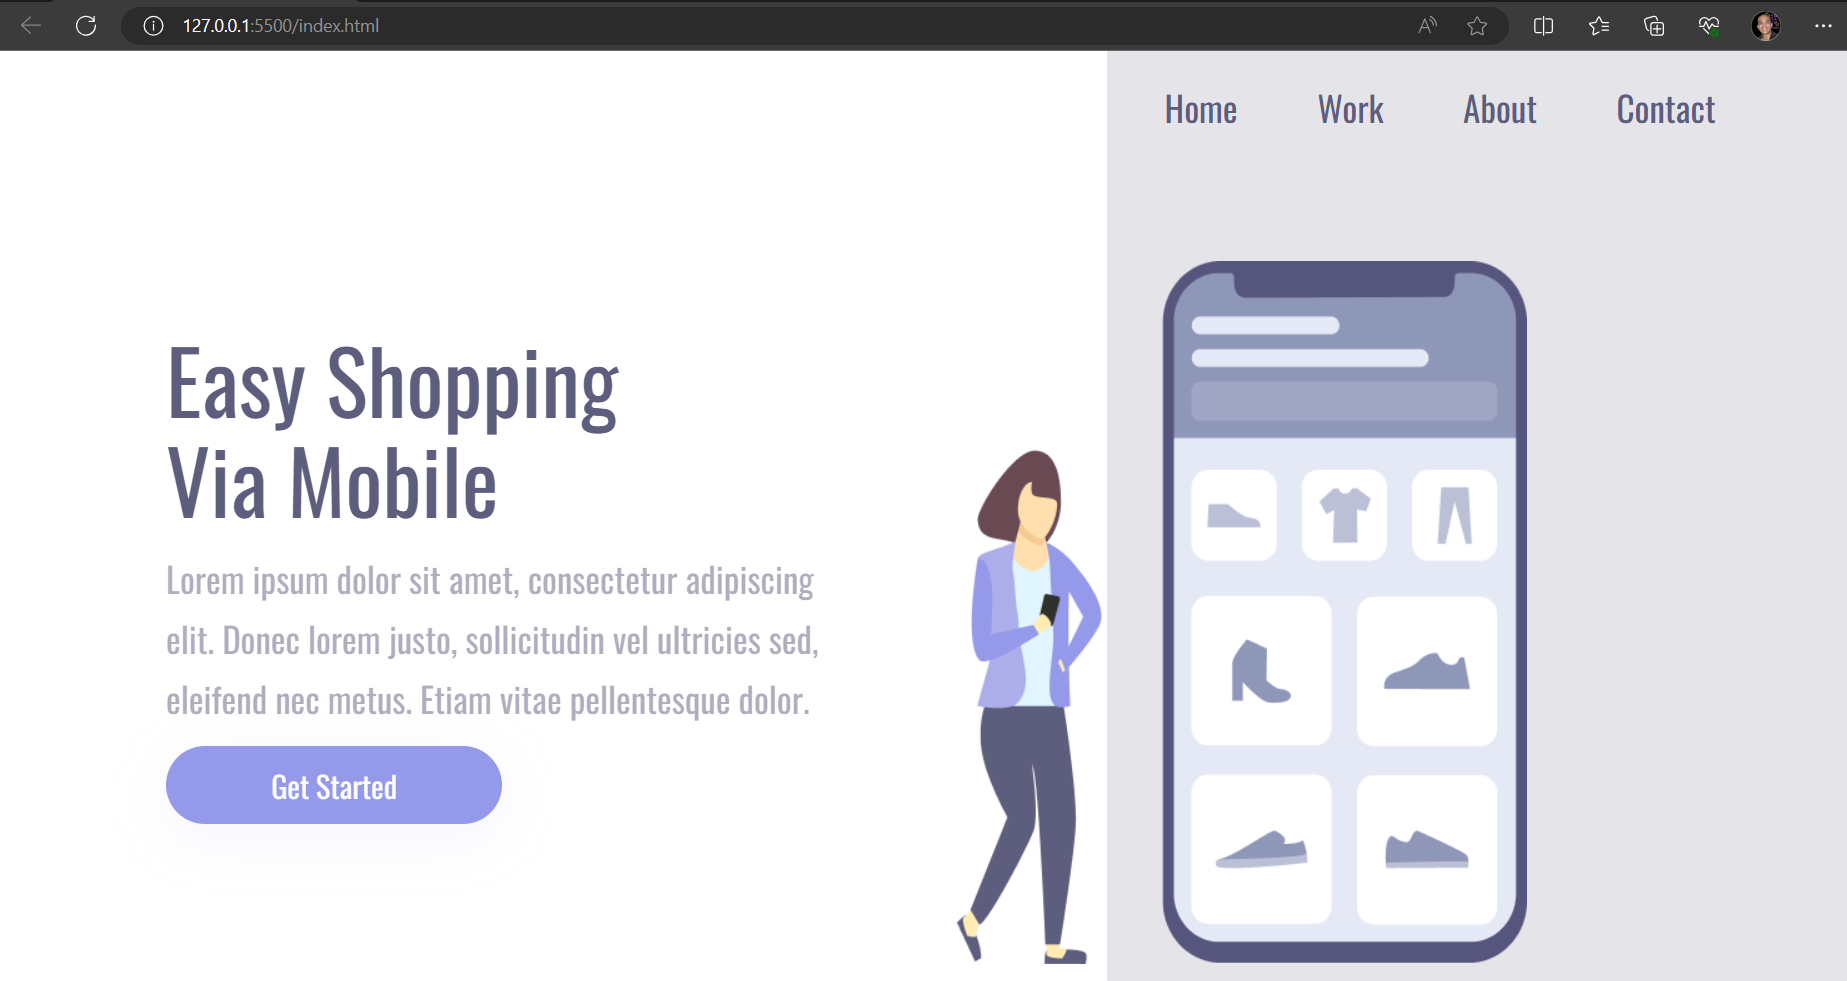 127.0.0.1:5500/index.html
Home Work About Contact
Easy Shopping
Via Mobile
Lorem ipsum dolor sit amet, consectetur adipiscing
elit. Donec lorem justo, sollicitudin vel ultricies sed,
eleifend nec metus. Etiam vitae pellentesque dolor.
Get Started